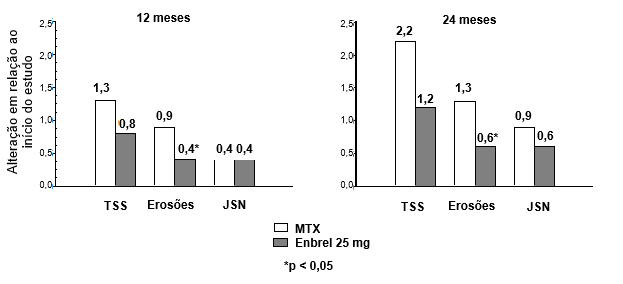 12 meses
24 meses
Alteração em relação ao
início do estudo
2,5
2,0
1,5
1,0
0,5
0,0
1,3
0,8
0,9
0,4*
0,4 0,4
TSS Erosões JSN
2,5
2,0
1,5
1,0
0,5
0,0
2,2
1,2
1,3
0,6*
0,9
0,6
TSS Erosões JSN
MTX
Enbrel 25 mg
*p < 0,05